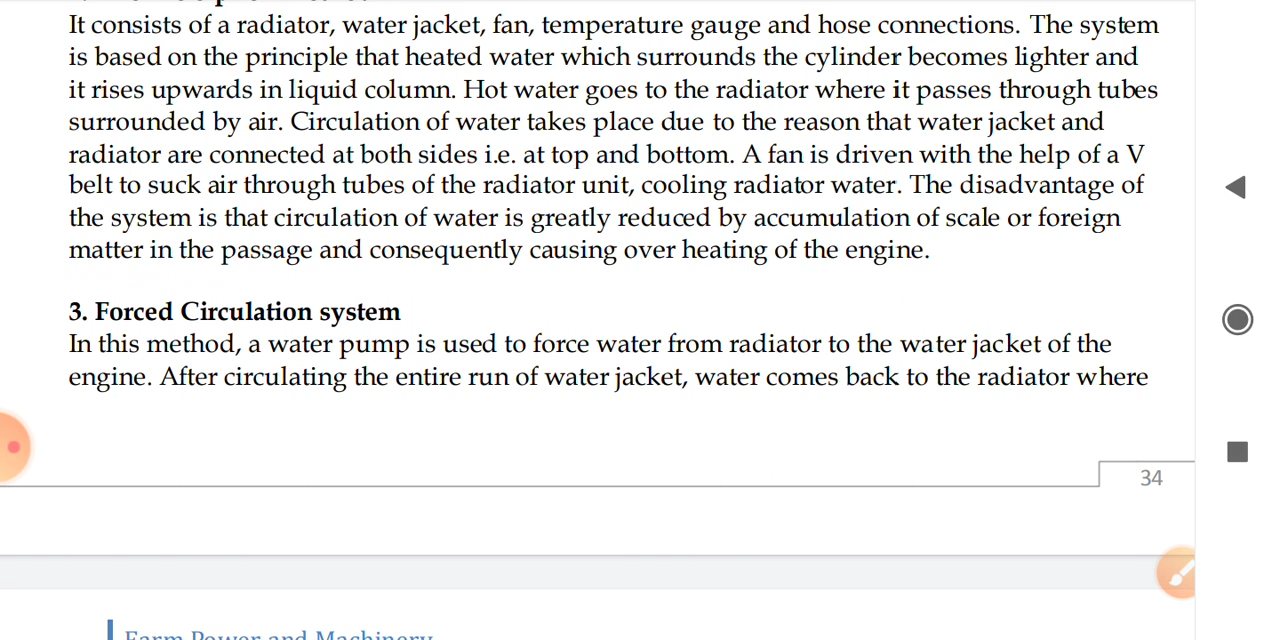 It consists of a radiator, water jacket, fan, temperature gauge and hose connections. The system
is based on the principle that heated water which surrounds the cylinder becomes lighter and
it rises upwards in liquid column. Hot water goes to the radiator where it passes through tubes
surrounded by air. Circulation of water takes place due to the reason that water jacket and
radiator are connected at both sides i.e. at top and bottom. A fan is driven with the help of a V
belt to suck air through tubes of the radiator unit, cooling radiator water. The disadvantage of
the system is that circulation of water is greatly reduced by accumulation of scale or foreign
matter in the passage and consequently causing over heating of the engine.
3. Forced Circulation system
In this method, a water pump is used to force water from radiator to the water jacket of the
engine. After circulating the entire run of water jacket, water comes back to the radiator where
34
Farm Power and Machinery